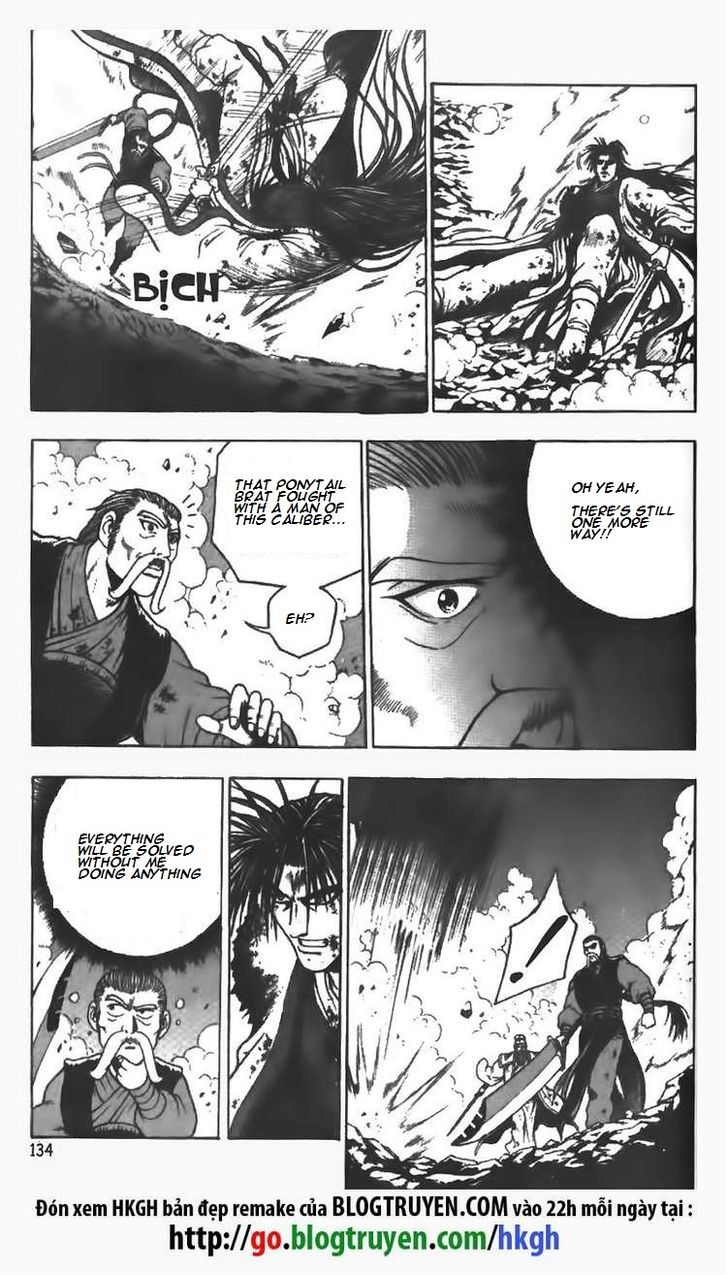 BỊCH
THAT PONYTAIL
BRAT FOUGHT
WITH A MAN OF
THIS CALIBER...
EH?
OH YEAH,
THERE'S STILL
ONE MORE
WAY!!
EVERYTHING
WILL BE SOLVED
WITHOUT ME
DOING ANYTHING
!
134
Đón xem HKGH bản đẹp remake của BLOGTRUYEN.COM vào 22h mỗi ngày tại :
http://go.blogtruyen.com/hkgh